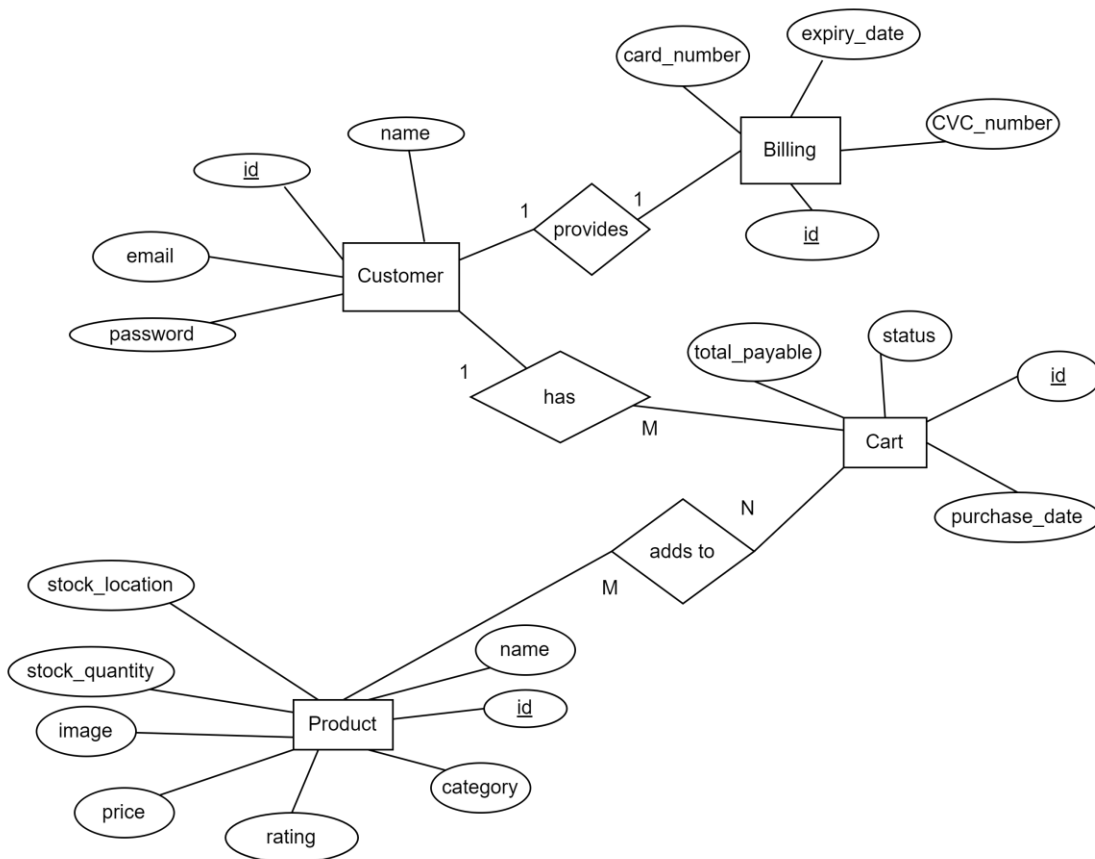 expiry_date
card_number
CVC_number
name
Billing
id
1
1
provides
id
email
Customer
password
total_payable
status
id
1
has
M
Cart
N
purchase_date
adds to
M
stock_location
name
stock_quantity
id
image
Product
category
price
rating